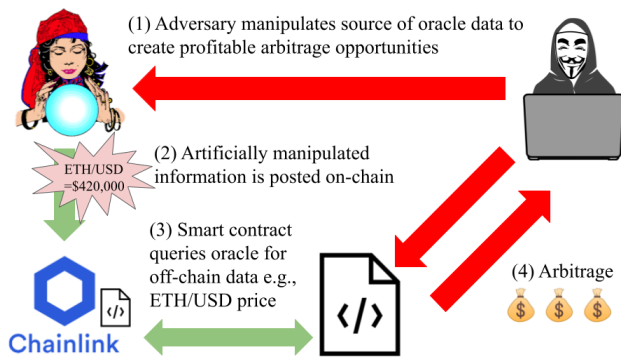 (1) Adversary manipulates source of oracle data to
create profitable arbitrage opportunities
ETH/USD
=$420,000
(2) Artificially manipulated
information is posted on-chain
(3) Smart contract
queries oracle for
off-chain data e.g.,
ETH/USD price
</>
Chainlink
</>
(4) Arbitrage
$ $ $